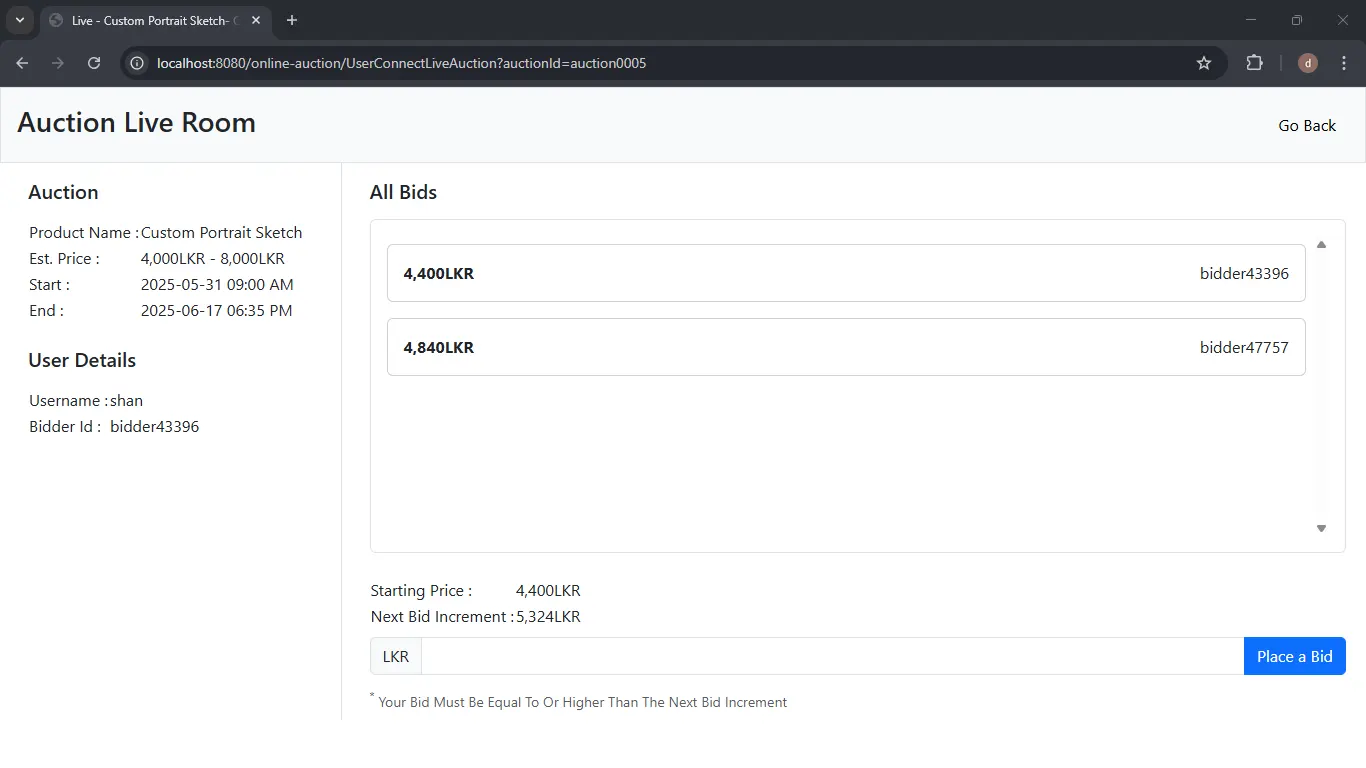 Live - Custom Portrait Sketch-
localhost:8080/online-auction/UserConnectLiveAuction?auctionId=auction0005
d
Auction Live Room
Go Back
Auction
Product Name : Custom Portrait Sketch
Est. Price : 4,000LKR - 8,000LKR
Start : 2025-05-31 09:00 AM
End : 2025-06-17 06:35 PM
User Details
Username : shan
Bidder Id : bidder43396
All Bids
4,400LKR bidder43396
4,840LKR bidder47757
Starting Price : 4,400LKR
Next Bid Increment : 5,324LKR
LKR
Place a Bid
* Your Bid Must Be Equal To Or Higher Than The Next Bid Increment